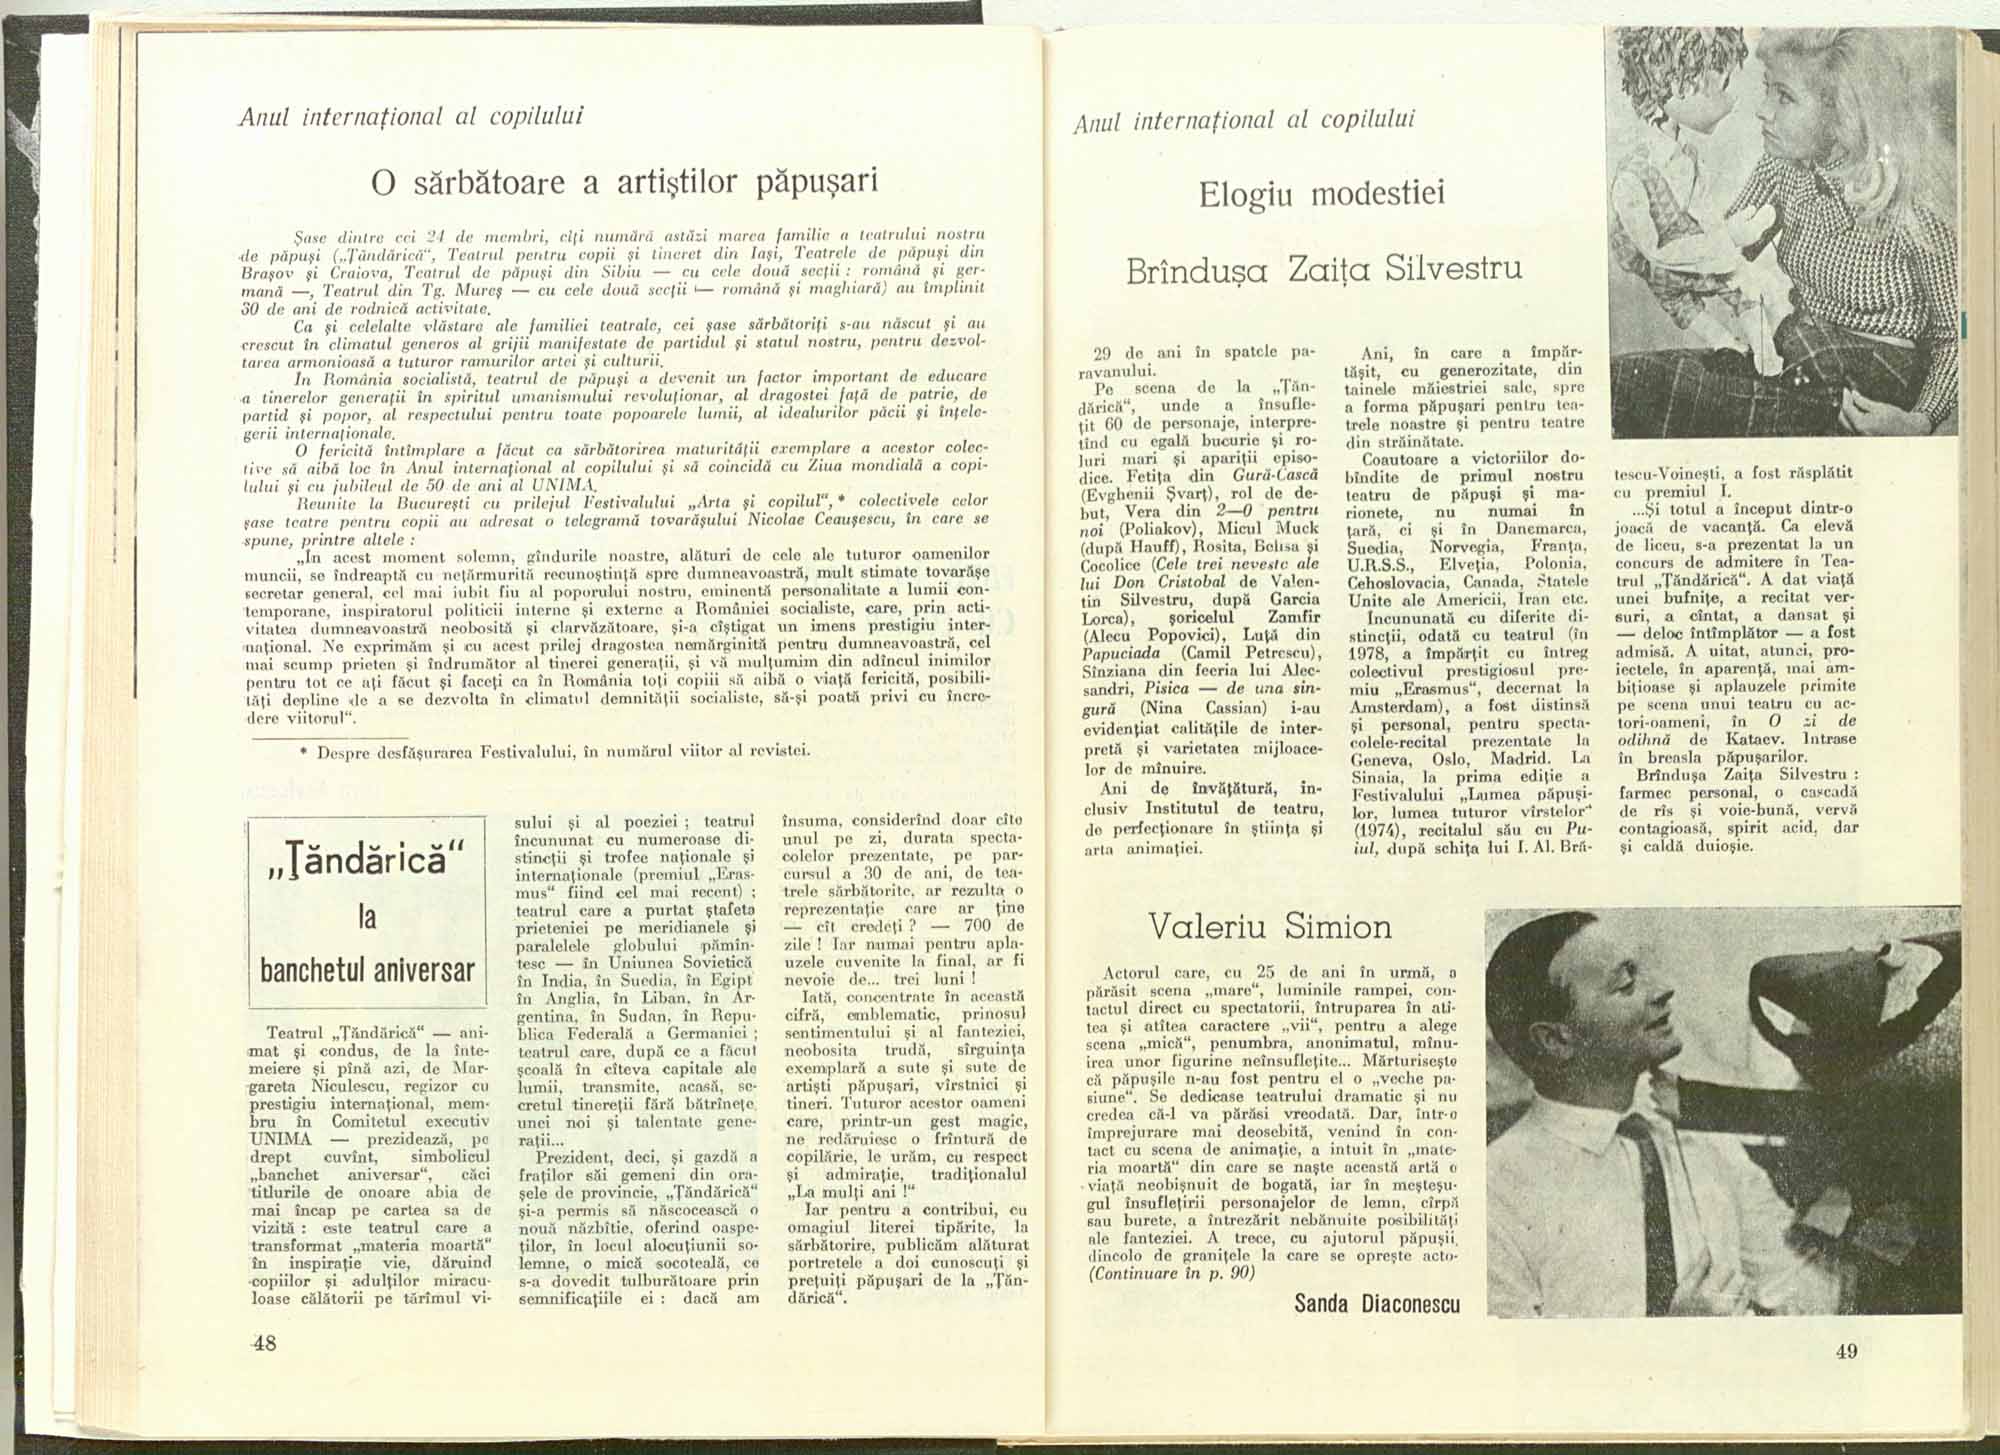 Anul internațional al copilului
O sărbătoare a artiștilor păpușari
Șase dintre cei 24 de membri, cîți numără astăzi marea familie a teatrului nostru
de păpuși („Țăndărică“, Teatrul pentru copii și tineret din Iași, Teatrele de păpuși din
Brașov și Craiova, Teatrul de păpuși din Sibiu — cu cele două secții : română și ger-
mană —, Teatrul din Tg. Mureș — cu cele două secții — română și maghiară) au împlinit
30 de ani de rodnică activitate.
Ca și celelalte vlăstare ale familiei teatrale, cei șase sărbătoriți s-au născut și au
crescut în climatul generos al grijii manifestate de partidul și statul nostru, pentru dezvol-
tarea armonioasă a tuturor ramurilor artei și culturii.
In România socialistă, teatrul de păpuși a devenit un factor important de educare
a tinerelor generații în spiritul umanismului revoluționar, al dragostei față de patrie, de
partid și popor, al respectului pentru toate popoarele lumii, al idealurilor păcii și înțele-
gerii internaționale.
O fericită întîmplare a făcut ca sărbătorirea maturității exemplare a acestor colec-
tive să aibă loc în Anul internațional al copilului și să coincidă cu Ziua mondială a copi-
lului și cu jubileul de 50 de ani al UNIMA.
Reunite la București cu prilejul Festivalului „Arta și copilul“,* colectivele celor
șase teatre pentru copii au adresat o telegramă tovarășului Nicolae Ceaușescu, în care se
spune, printre altele :
„In acest moment solemn, gîndurile noastre, alături de cele ale tuturor oamenilor
muncii, se îndreaptă cu nețărmurită recunoștință spre dumneavoastră, mult stimate tovarășe
secretar general, cel mai iubit fiu al poporului nostru, eminentă personalitate a lumii con-
temporane, inspiratorul politicii interne și externe a României socialiste, care, prin acti-
vitatea dumneavoastră neobosită și clarvăzătoare, și-a cîștigat un imens prestigiu inter-
național. Ne exprimăm și cu acest prilej dragostea nemărginită pentru dumneavoastră, cel
mai scump prieten și îndrumător al tinerei generații, și vă mulțumim din adîncul inimilor
pentru tot ce ați făcut și faceți ca în România toți copiii să aibă o viață fericită, posibili-
tăți depline de a se dezvolta în climatul demnității socialiste, să-și poată privi cu încre-
dere viitorul“.
* Despre desfășurarea Festivalului, în numărul viitor al revistei.
„Țăndărică“
la
banchetul aniversar
Teatrul „Țăndărică“ — ani-
mat și condus, de la înte-
meiere și pînă azi, de Mar-
gareta Niculescu, regizor cu
prestigiu internațional, mem-
bru în Comitetul executiv
UNIMA — prezidează, pe
drept cuvînt, simbolicul
„banchet aniversar“, căci
titlurile de onoare abia de
mai încap pe cartea sa de
vizită : este teatrul care a
transformat „materia moartă“
în inspirație vie, dăruind
copiilor și adulților miracu-
loase călătorii pe tărîmul vi-
sului și al poeziei ; teatrul
încununat cu numeroase di-
stincții și trofee naționale și
internaționale (premiul „Eras-
mus“ fiind cel mai recent) ;
teatrul care a purtat ștafeta
prieteniei pe meridianele și
paralelele globului pămîn-
tesc — în Uniunea Sovietică
în India, în Suedia, în Egipt
în Anglia, în Liban, în Ar-
gentina, în Sudan, în Repu-
blica Federală a Germaniei ;
teatrul care, după ce a făcut
școală în cîteva capitale ale
lumii, transmite, acasă, se-
cretul tinereții fără bătrînețe,
unei noi și talentate gene-
rații...
Prezident, deci, și gazdă a
fraților săi gemeni din ora-
șele de provincie, „Țăndărică“
și-a permis să născocească o
nouă năzbîtie, oferind oaspe-
ților, în locul alocuțiunii so-
lemne, o mică socoteală, ce
s-a dovedit tulburătoare prin
semnificațiile ei : dacă am
însuma, considerînd doar cîte
unul pe zi, durata specta-
colelor prezentate, pe par-
cursul a 30 de ani, de tea-
trele sărbătorite, ar rezulta o
reprezentație care ar ține
— cît credeți ? — 700 de
zile ! Iar numai pentru apla-
uzele cuvenite la final, ar fi
nevoie de... trei luni !
Iată, concentrate în această
cifră, emblematic, prinosul
sentimentului și al fanteziei,
neobosita trudă, sîrguința
exemplară a sute și sute de
artiști păpușari, vîrstnici și
tineri. Tuturor acestor oameni
care, printr-un gest magic,
ne redăruiesc o frîntură de
copilărie, le urăm, cu respect
și admirație, tradiționalul
„La mulți ani !“
Iar pentru a contribui, cu
omagiul literei tipărite, la
sărbătorire, publicăm alăturat
portretele a doi cunoscuți și
prețuiți păpușari de la „Țăn-
dărică“.
48
Anul internațional al copilului
Elogiu modestiei
Brîndușa Zaița Silvestru
29 de ani în spatele pa-
ravanului.
Pe scena de la „Țăn-
dărică“, unde a însufle-
țit 60 de personaje, interpre-
tînd cu egală bucurie și ro-
luri mari și apariții episo-
dice. Fetița din Gură-Cască
(Evghenii Șvarț), rol de de-
but, Vera din 2—0 pentru
noi (Poliakov), Micul Muck
(după Hauff), Rosita, Belisa și
Cocolice (Cele trei neveste ale
lui Don Cristobal de Valen-
tin Silvestru, după Garcia
Lorca), șoricelul Zamfir
(Alecu Popovici), Luță din
Papuciada (Camil Petrescu),
Sînziana din feeria lui Alec-
sandri, Pisica — de una sin-
gură (Nina Cassian) i-au
evidențiat calitățile de inter-
pretă și varietatea mijloace-
lor de mînuire.
Ani de învățătură, in-
clusiv Institutul de teatru,
de perfecționare în știința și
arta animației.
Ani, în care a împăr-
tășit, cu generozitate, din
tainele măiestriei sale, spre
a forma păpușari pentru tea-
trele noastre și pentru teatre
din străinătate.
Coautoare a victoriilor do-
bîndite de primul nostru
teatru de păpuși și ma-
rionete, nu numai în
țară, ci și în Danemarca,
Suedia, Norvegia, Franța,
U.R.S.S., Elveția, Polonia,
Cehoslovacia, Canada, Statele
Unite ale Americii, Iran etc.
Incununată cu diferite di-
stincții, odată cu teatrul (în
1978, a împărțit cu întreg
colectivul prestigiosul pre-
miu „Erasmus“, decernat la
Amsterdam), a fost distinsă
și personal, pentru specta-
colele-recital prezentate la
Geneva, Oslo, Madrid. La
Sinaia, la prima ediție a
Festivalului „Lumea păpuși-
lor, lumea tuturor vîrstelor“
(1974), recitalul său cu Pu-
iul, după schița lui I. Al. Bră-
tescu-Voinești, a fost răsplătit
cu premiul I.
...Și totul a început dintr-o
joacă de vacanță. Ca elevă
de liceu, s-a prezentat la un
concurs de admitere în Tea-
trul „Țăndărică“. A dat viață
unei bufnițe, a recitat ver-
suri, a cîntat, a dansat și
— deloc întîmplător — a fost
admisă. A uitat, atunci, pro-
iectele, în aparență, mai am-
bițioase și aplauzele primite
pe scena unui teatru cu ac-
tori-oameni, în O zi de
odihnă de Kataev. Intrase
în breasla păpușarilor.
Brîndușa Zaița Silvestru :
farmec personal, o cascadă
de rîs și voie-bună, vervă
contagioasă, spirit acid, dar
și caldă duioșie.
Valeriu Simion
Actorul care, cu 25 de ani în urmă, a
părăsit scena „mare“, luminile rampei, con-
tactul direct cu spectatorii, întruparea în atî-
tea și atîtea caractere „vii“, pentru a alege
scena „mică“, penumbra, anonimatul, mînu-
irea unor figurine neînsuflețite... Mărturisește
că păpușile n-au fost pentru el o „veche pa-
siune“. Se dedicase teatrului dramatic și nu
credea că-l va părăsi vreodată. Dar, într-o
împrejurare mai deosebită, venind în con-
tact cu scena de animație, a intuit în „mate-
ria moartă“ din care se naște această artă o
viață neobișnuit de bogată, iar în meșteșu-
gul însuflețirii personajelor de lemn, cîrpă
sau burete, a întrezărit nebănuite posibilități
ale fanteziei. A trece, cu ajutorul păpușii,
dincolo de granițele la care se oprește acto-
(Continuare în p. 90)
Sanda Diaconescu
49